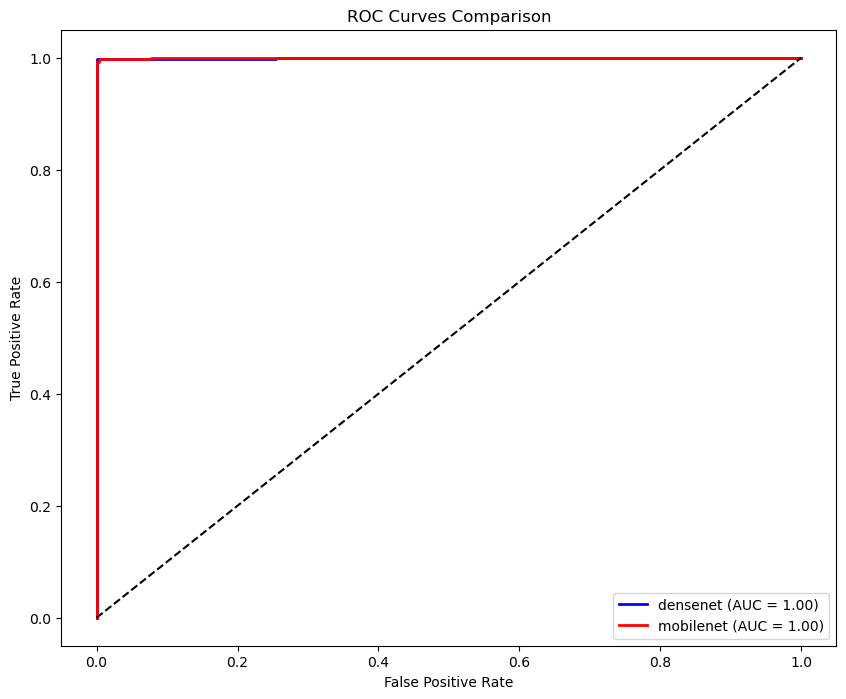 ROC Curves Comparison
1.0
0.8
0.6
0.4
0.2
0.0
True Positive Rate
densenet (AUC = 1.00)
mobilenet (AUC = 1.00)
0.0 0.2 0.4 0.6 0.8 1.0
False Positive Rate